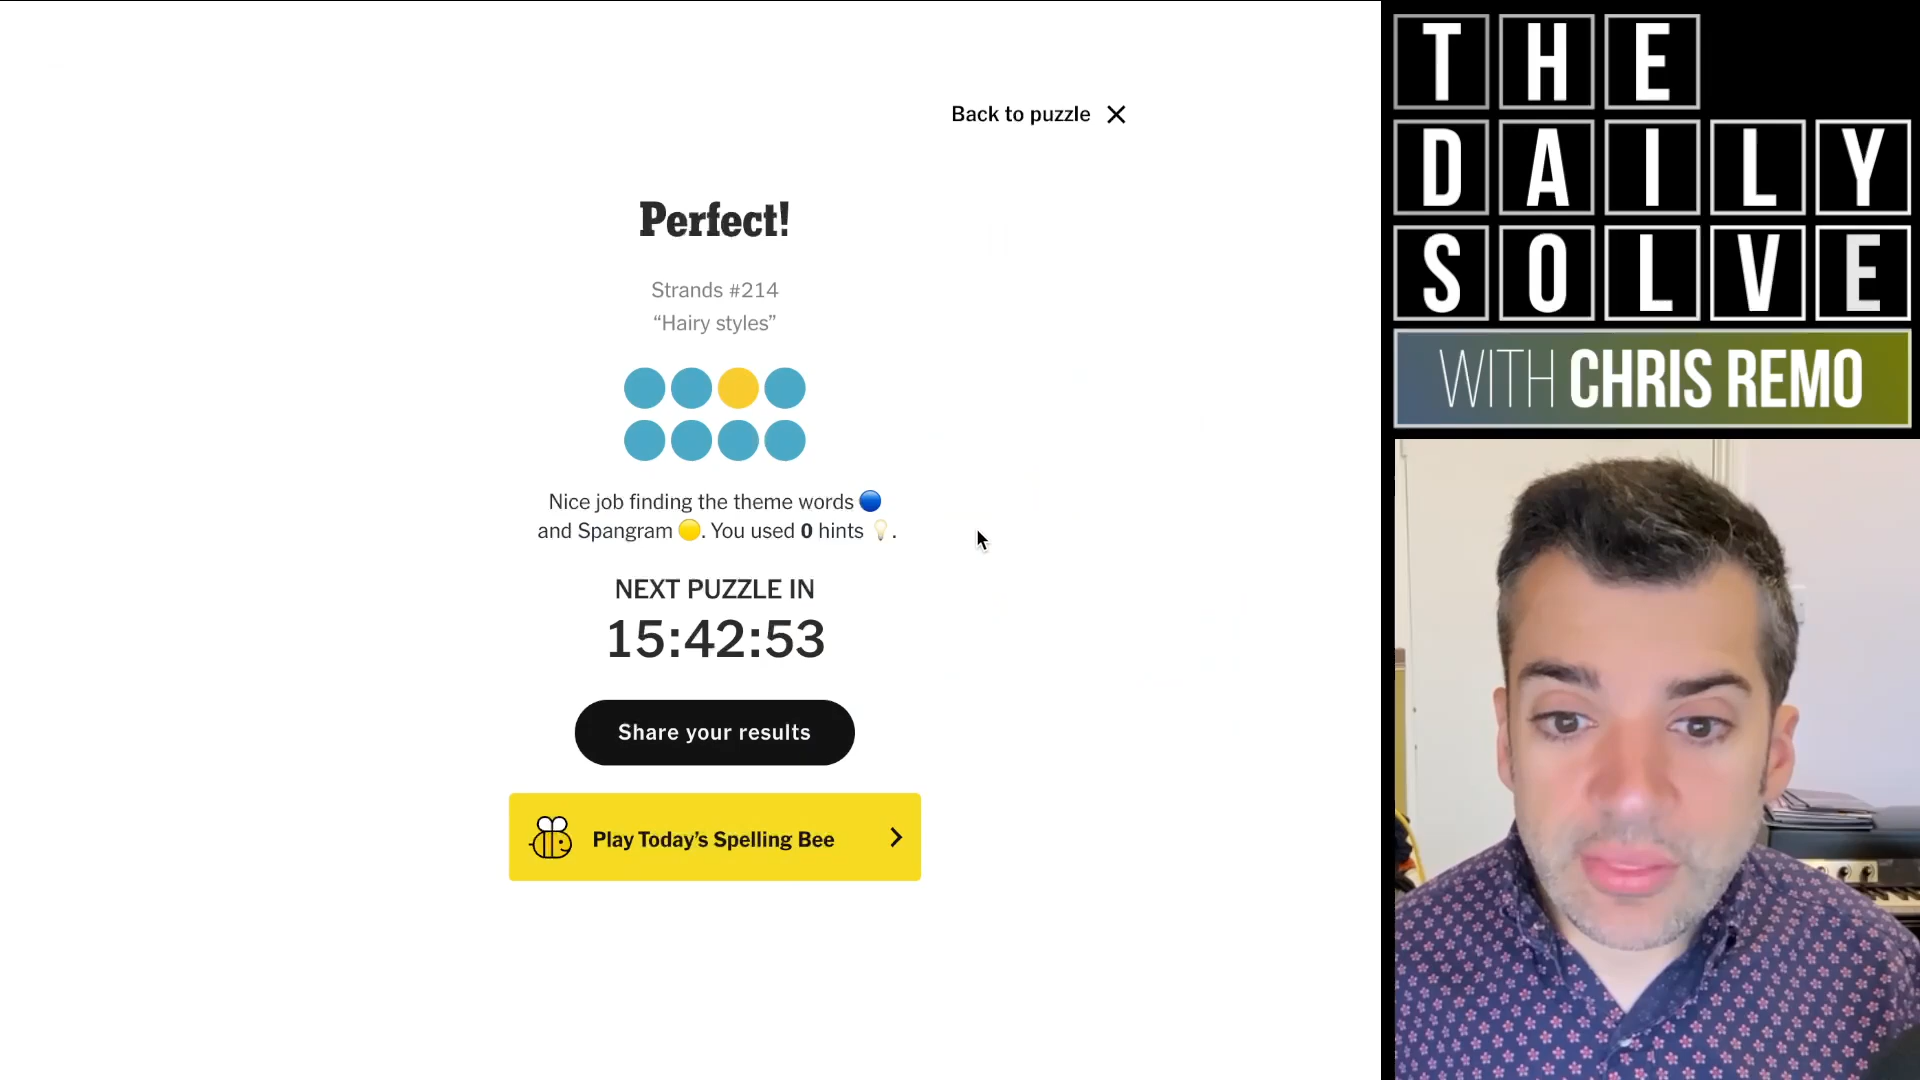 Back to puzzle
Perfect!
Strands #214
“Hairy styles”
Nice job finding the theme words
and Spangram . You used 0 hints .
NEXT PUZZLE IN
15:42:53
Share your results
Play Today’s Spelling Bee
THE
DAILY
SOLVE
WITH CHRIS REMO